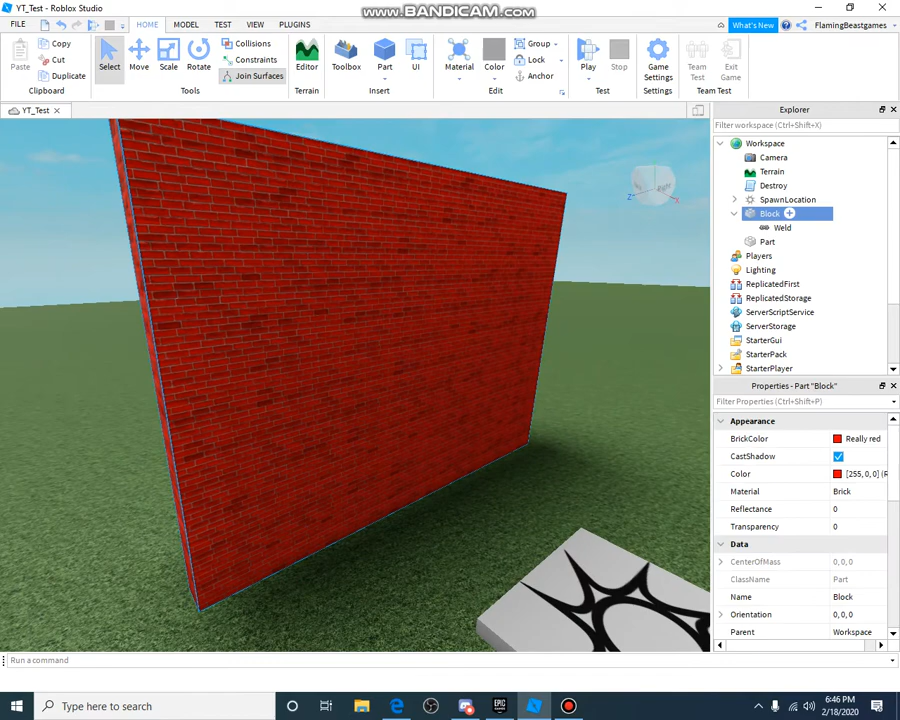 YT_Test - Roblox Studio
www.BANDICAM.com
FILE HOME MODEL TEST VIEW PLUGINS
What's New FlamingBeastgames
Paste Copy Cut Duplicate Clipboard
Select Move Scale Rotate Collisions Constraints Join Surfaces Tools
Editor Terrain
Toolbox Part UI Insert
Material Color Group Lock Anchor Edit
Play Stop Test
Game Settings Settings
Team Test Exit Game Team Test
YT_Test
Explorer
Filter workspace (Ctrl+Shift+X)
Workspace
Camera
Terrain
Destroy
SpawnLocation
Block
Weld
Part
Players
Lighting
ReplicatedFirst
ReplicatedStorage
ServerScriptService
ServerStorage
StarterGui
StarterPack
StarterPlayer
Properties - Part "Block"
Filter Properties (Ctrl+Shift+P)
Appearance
BrickColor Really red
CastShadow
Color [255, 0, 0] (R
Material Brick
Reflectance 0
Transparency 0
Data
CenterOfMass 0, 0, 0
ClassName Part
Name Block
Orientation 0, 0, 0
Parent Workspace
Run a command
Type here to search
EPIC GAMES
6:46 PM
2/18/2020